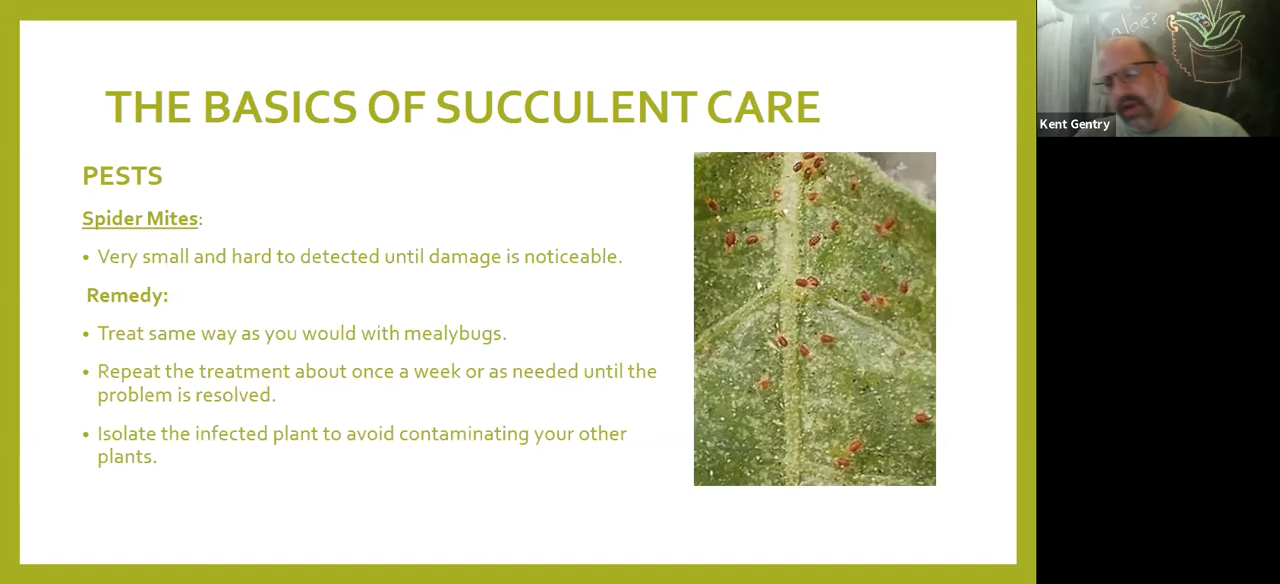 THE BASICS OF SUCCULENT CARE
PESTS
Spider Mites:
• Very small and hard to detected until damage is noticeable.
Remedy:
• Treat same way as you would with mealybugs.
• Repeat the treatment about once a week or as needed until the
problem is resolved.
• Isolate the infected plant to avoid contaminating your other
plants.
aloe?
Kent Gentry